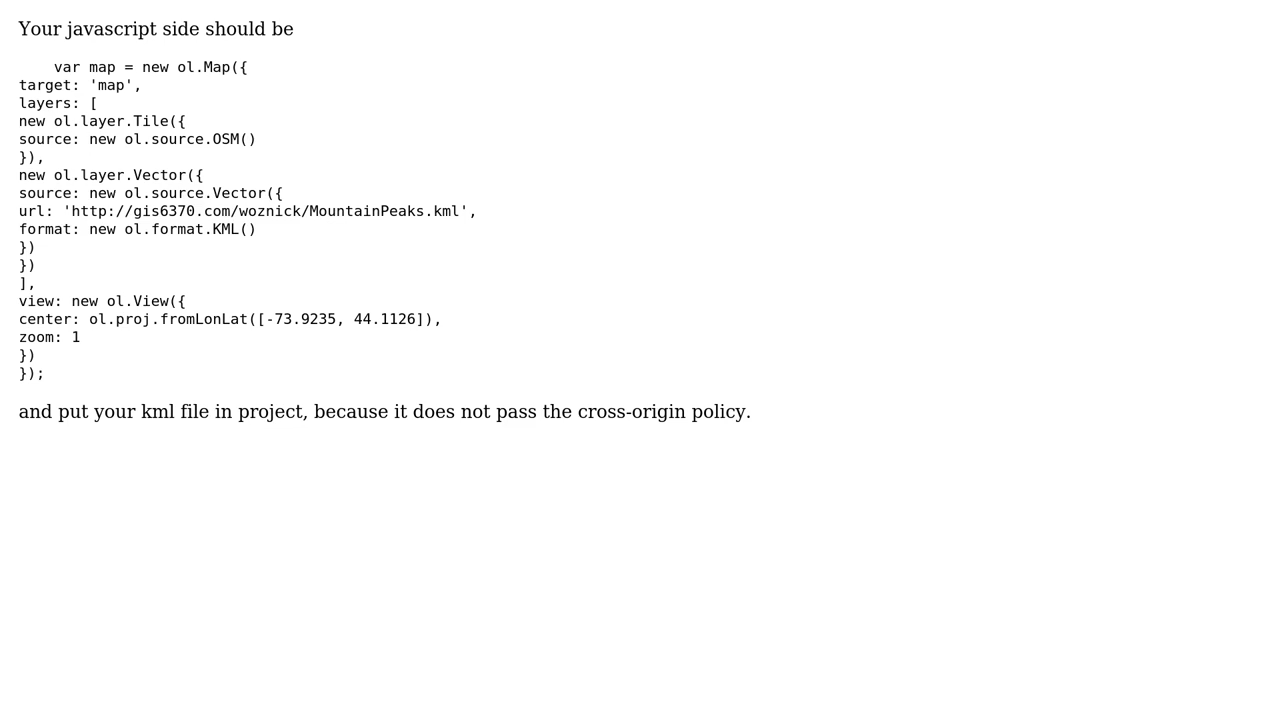 Your javascript side should be
    var map = new ol.Map({
target: 'map',
layers: [
new ol.layer.Tile({
source: new ol.source.OSM()
}),
new ol.layer.Vector({
source: new ol.source.Vector({
url: 'http://gis6370.com/woznick/MountainPeaks.kml',
format: new ol.format.KML()
})
})
],
view: new ol.View({
center: ol.proj.fromLonLat([-73.9235, 44.1126]),
zoom: 1
})
});
and put your kml file in project, because it does not pass the cross-origin policy.